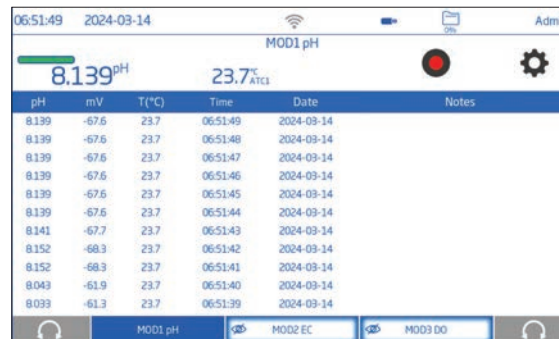 06:51:49 2024-03-14 0% Adm
MOD1 pH
8.139 pH 23.7 °C ATC1
pH mV T(°C) Time Date Notes
8.139 -67.6 23.7 06:51:49 2024-03-14
8.139 -67.6 23.7 06:51:48 2024-03-14
8.139 -67.6 23.7 06:51:47 2024-03-14
8.139 -67.6 23.7 06:51:46 2024-03-14
8.139 -67.6 23.7 06:51:45 2024-03-14
8.139 -67.6 23.7 06:51:44 2024-03-14
8.141 -67.7 23.7 06:51:43 2024-03-14
8.152 -68.3 23.7 06:51:42 2024-03-14
8.152 -68.3 23.7 06:51:41 2024-03-14
8.043 -61.9 23.7 06:51:40 2024-03-14
8.033 -61.3 23.7 06:51:39 2024-03-14
MOD1 pH MOD2 EC MOD3 DO